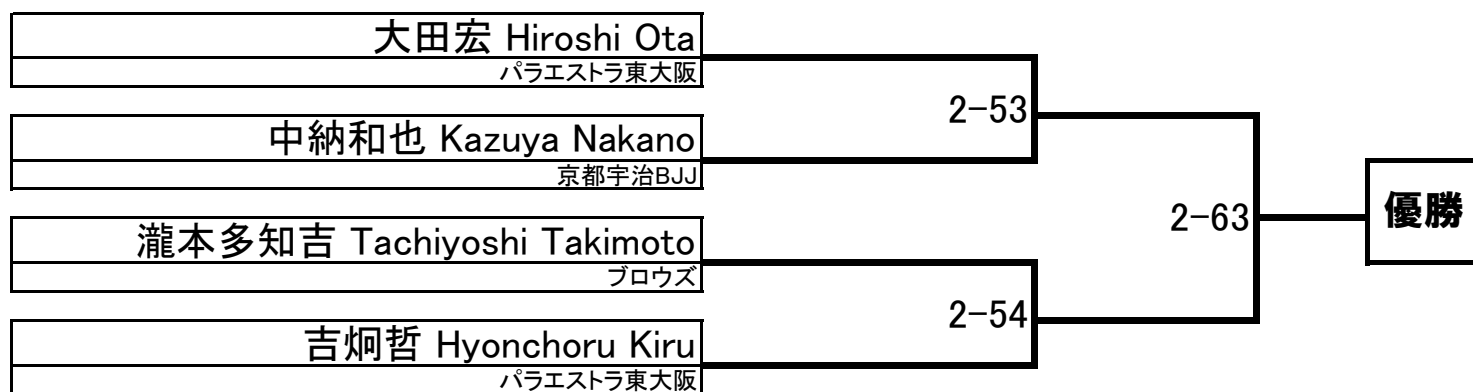 大田宏 Hiroshi Ota
パラエストラ東大阪
2-53
中納和也 Kazuya Nakano
京都宇治BJJ
2-63
優勝
瀧本多知吉 Tachiyoshi Takimoto
ブロウズ
2-54
吉炯哲 Hyonchoru Kiru
パラエストラ東大阪